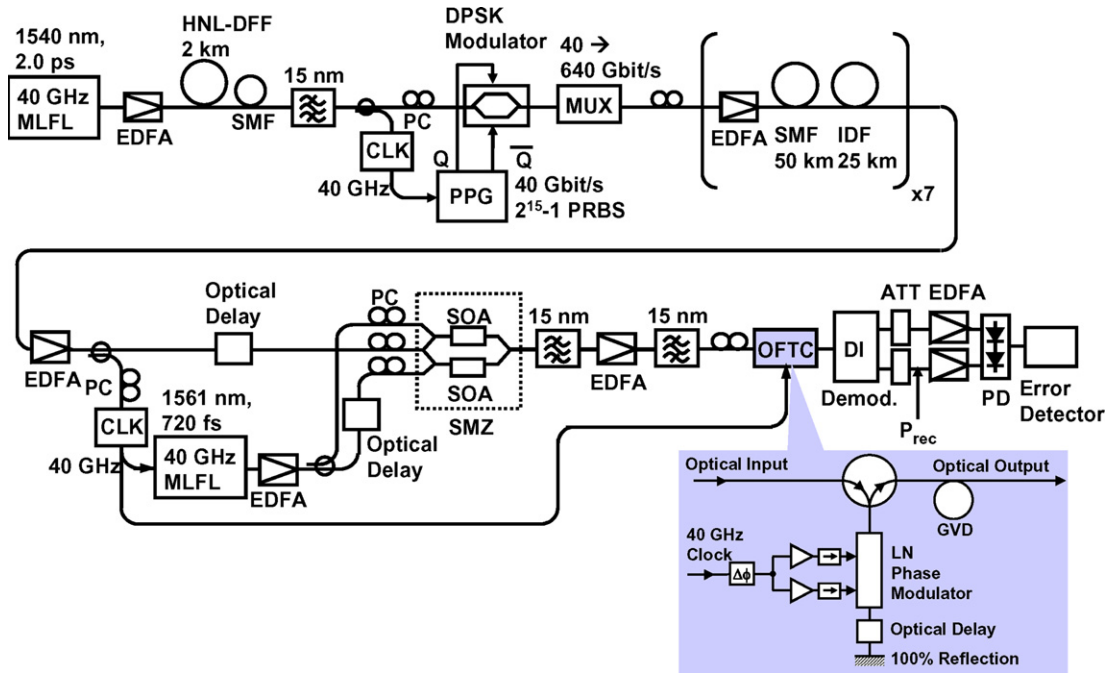 1540 nm,
2.0 ps
40 GHz
MLFL
EDFA
HNL-DFF
2 km
SMF
15 nm
PC
CLK
40 GHz
DPSK
Modulator
Q
Q̅
PPG
40 Gbit/s
2¹⁵-1 PRBS
40 →
640 Gbit/s
MUX
EDFA
SMF
50 km
IDF
25 km
x7
EDFA
PC
CLK
40 GHz
Optical
Delay
1561 nm,
720 fs
40 GHz
MLFL
EDFA
PC
Optical
Delay
SOA
SOA
SMZ
15 nm
EDFA
15 nm
OFTC
DI
Demod.
ATT EDFA
Prec
PD
Error
Detector
Optical Input
Optical Output
GVD
40 GHz
Clock
Δϕ
LN
Phase
Modulator
Optical Delay
100% Reflection